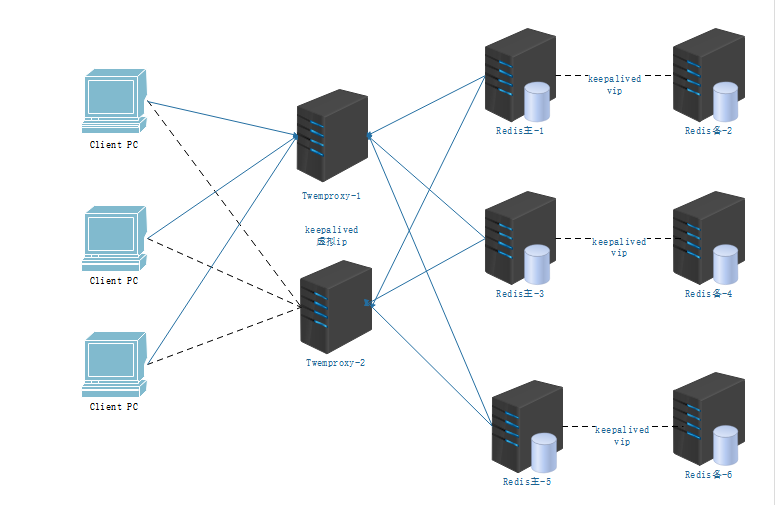 Client PC
Client PC
Client PC
Twemproxy-1
keepalived
虚拟ip
Twemproxy-2
keepalived
vip
Redis主-1
Redis备-2
keepalived
vip
Redis主-3
Redis备-4
keepalived
vip
Redis主-5
Redis备-6